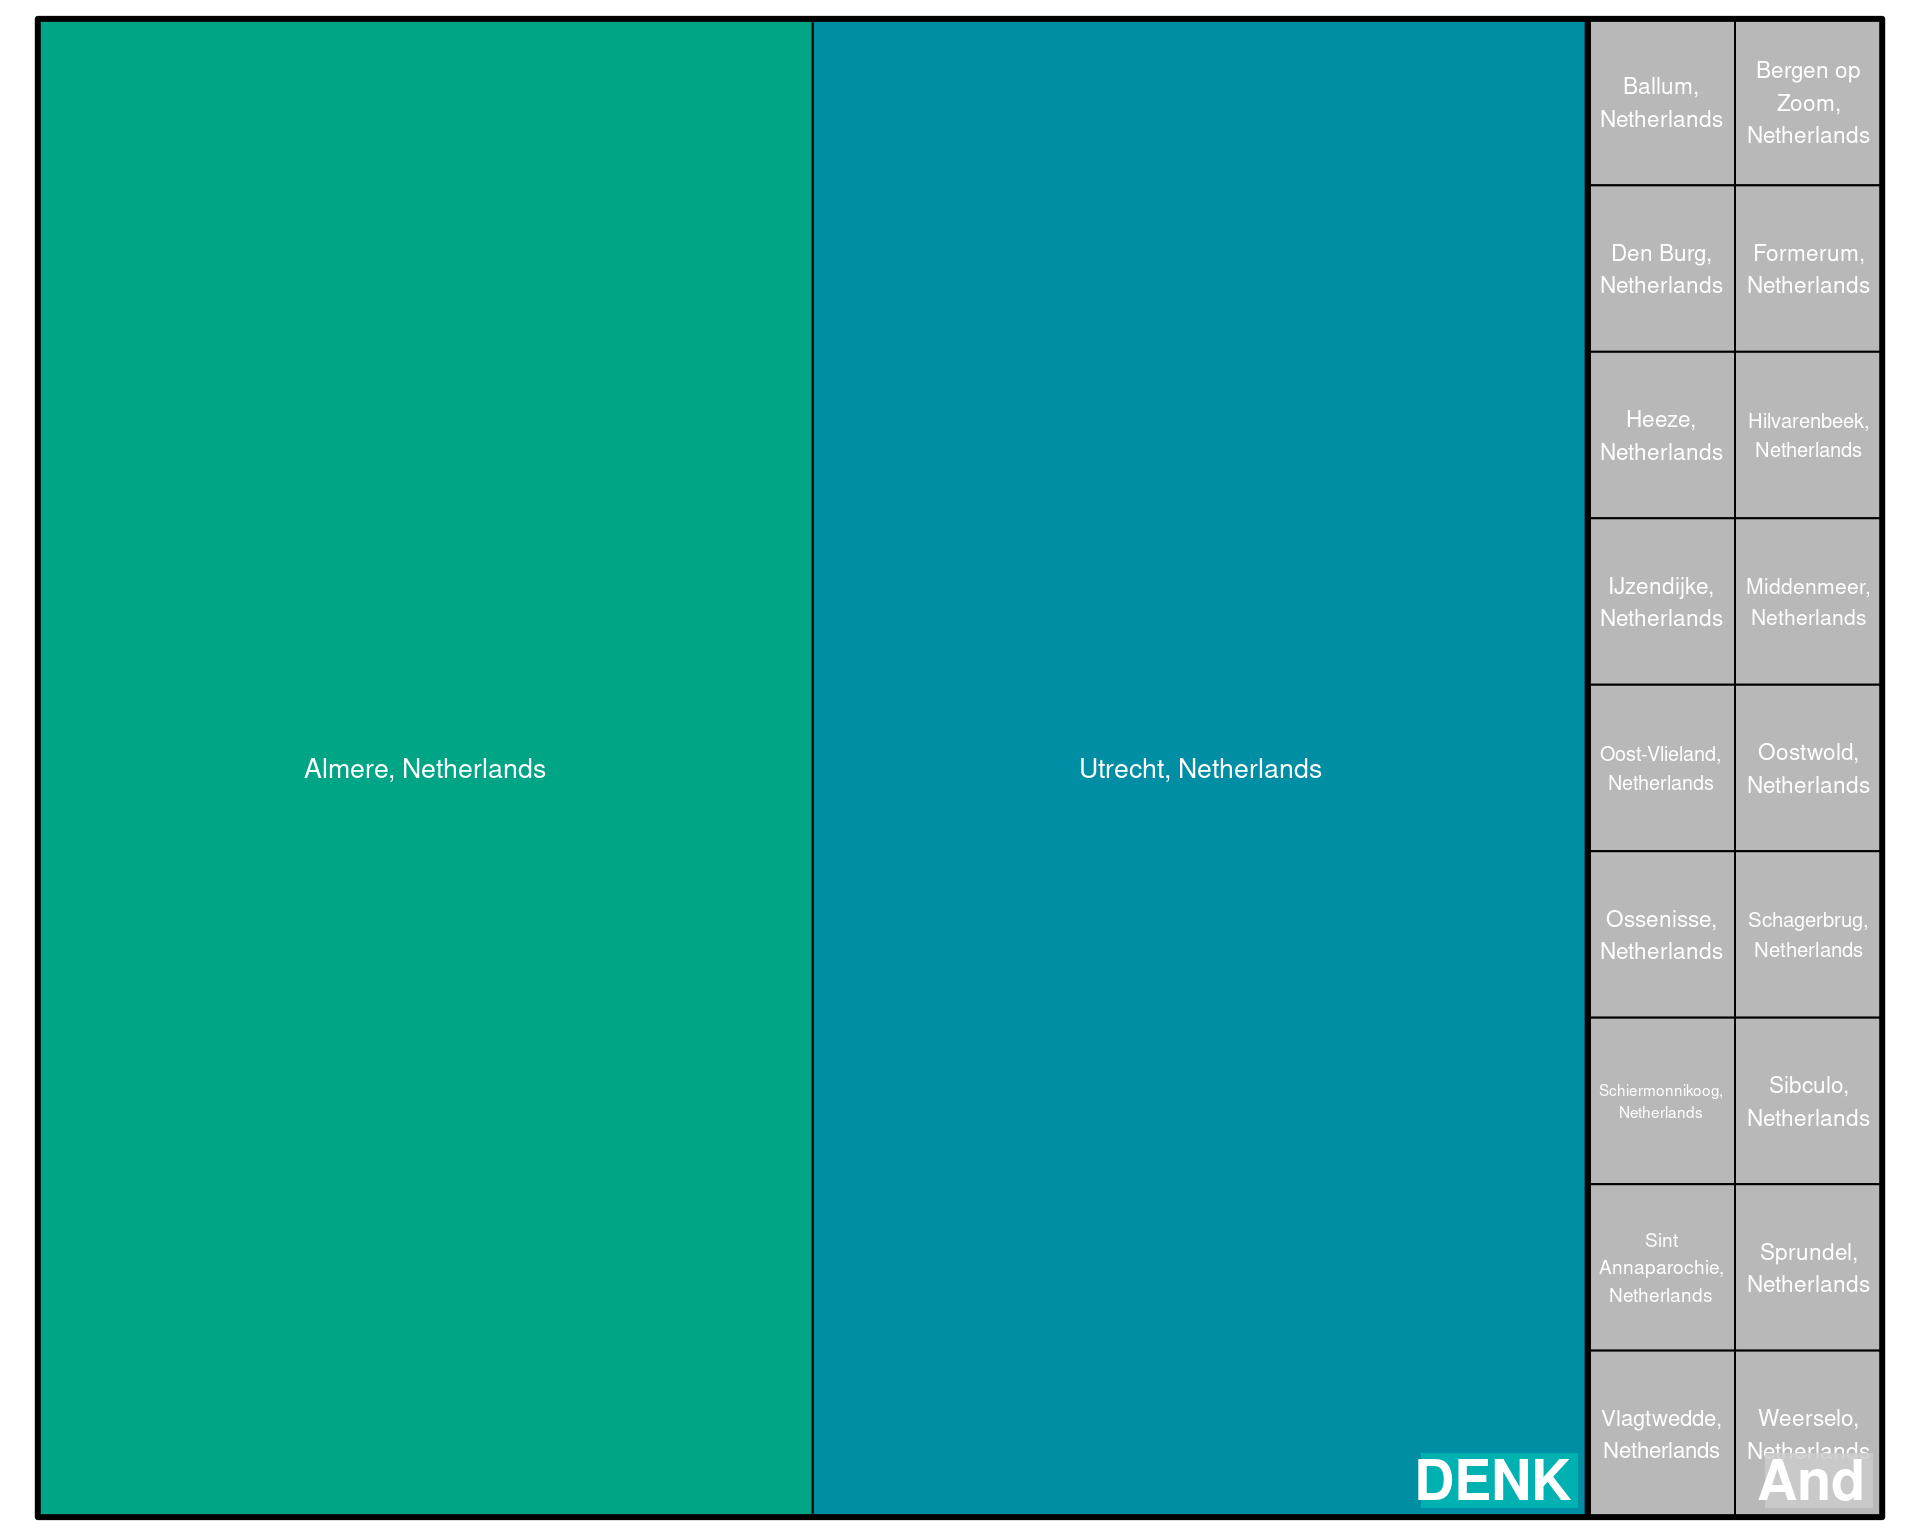 Almere, Netherlands
Utrecht, Netherlands
DENK
Ballum,
Netherlands
Bergen op
Zoom,
Netherlands
Den Burg,
Netherlands
Formerum,
Netherlands
Heeze,
Netherlands
Hilvarenbeek,
Netherlands
IJzendijke,
Netherlands
Middenmeer,
Netherlands
Oost-Vlieland,
Netherlands
Oostwold,
Netherlands
Ossenisse,
Netherlands
Schagerbrug,
Netherlands
Schiermonnikoog,
Netherlands
Sibculo,
Netherlands
Sint
Annaparochie,
Netherlands
Sprundel,
Netherlands
Vlagtwedde,
Netherlands
Weerselo,
Netherlands
And